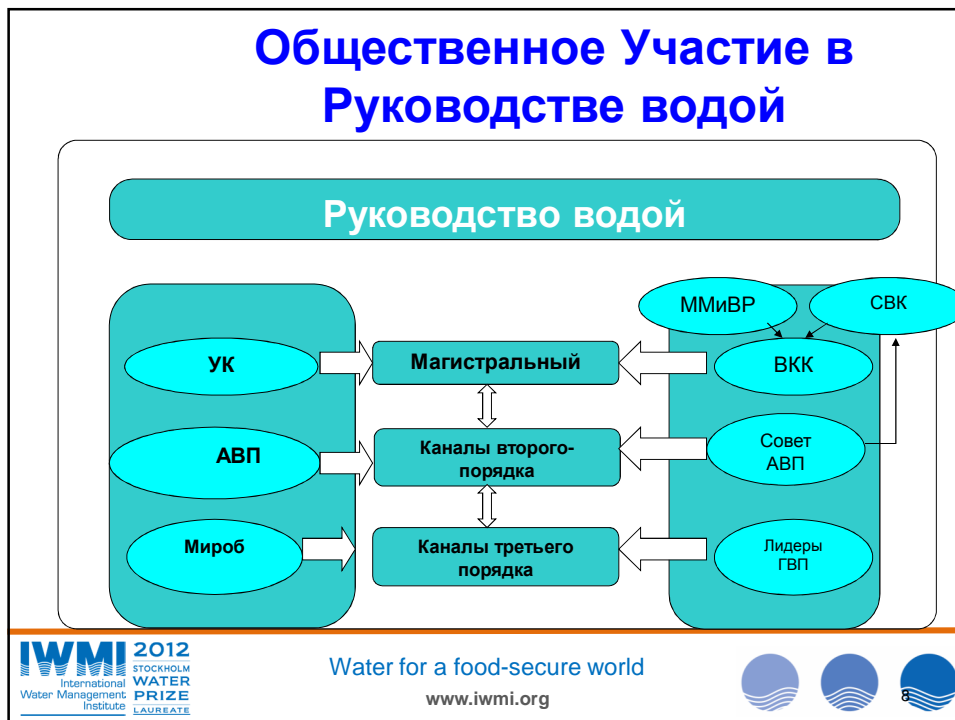 Общественное Участие в
Руководстве водой
Руководство водой
ММиВР
СВК
УК
Магистральный
ВКК
АВП
Каналы второго-
порядка
Совет
АВП
Мироб
Каналы третьего
порядка
Лидеры
ГВП
IWMI
International
Water Management
Institute
2012
STOCKHOLM
WATER
PRIZE
LAUREATE
Water for a food-secure world
www.iwmi.org
8